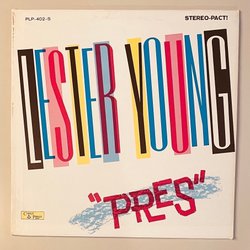 PLP-402-S
STEREO-PACT!
LESTER YOUNG
"PRES"